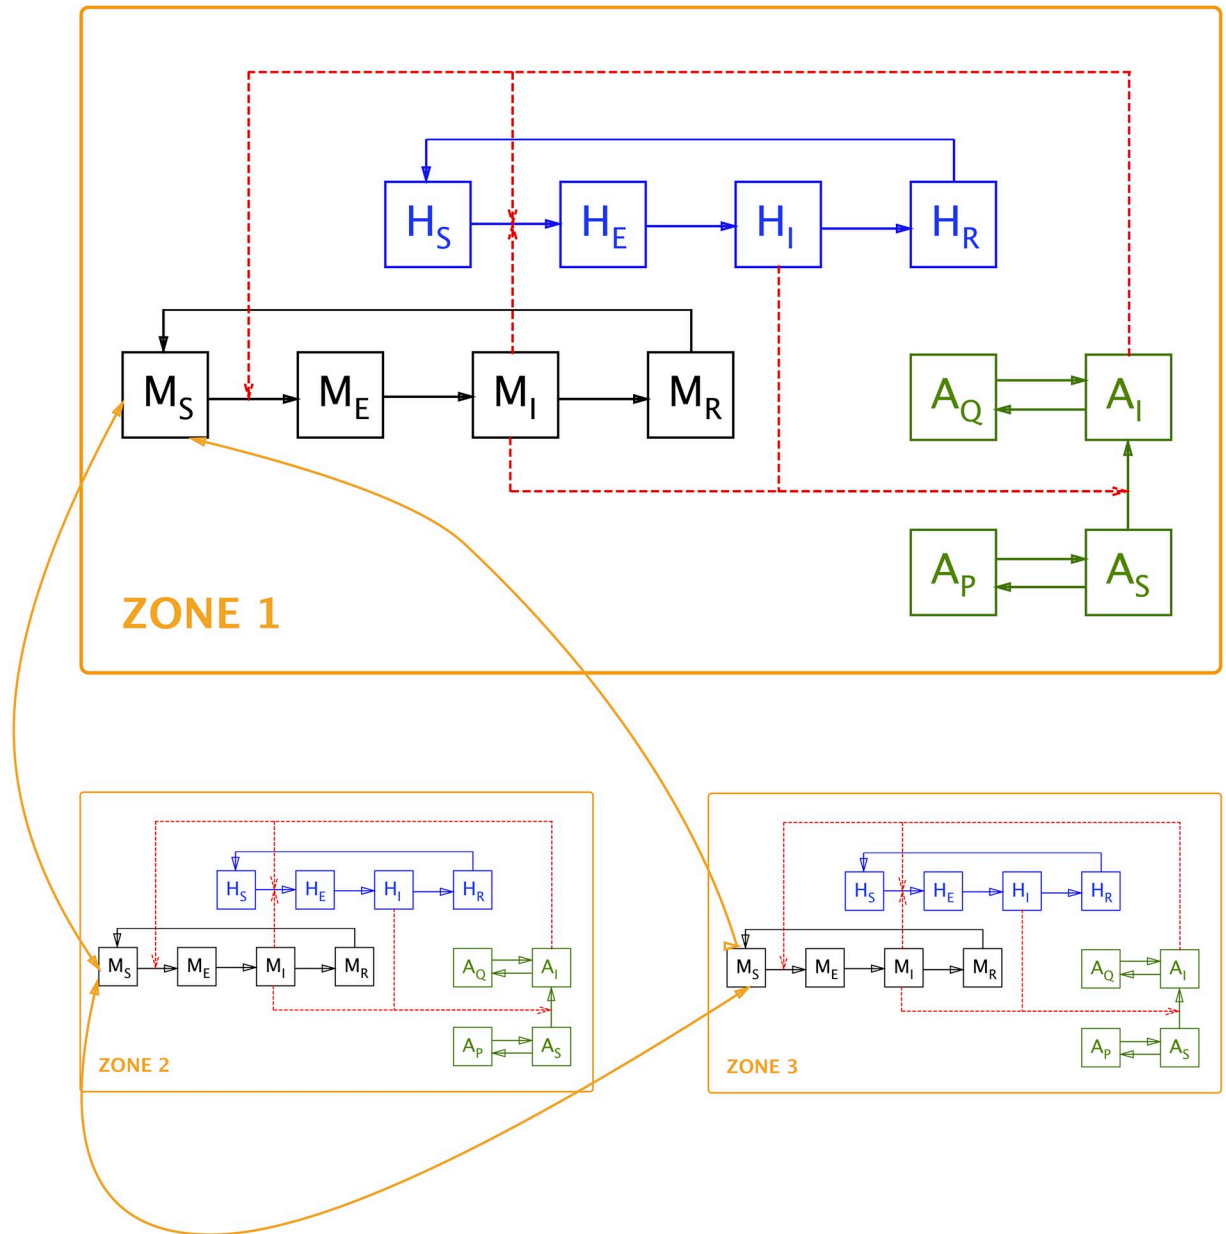 H_S H_E H_I H_R
M_S M_E M_I M_R
A_Q A_I
A_P A_S
ZONE 1
H_S H_E H_I H_R
M_S M_E M_I M_R
A_Q A_I
A_P A_S
ZONE 2
H_S H_E H_I H_R
M_S M_E M_I M_R
A_Q A_I
A_P A_S
ZONE 3